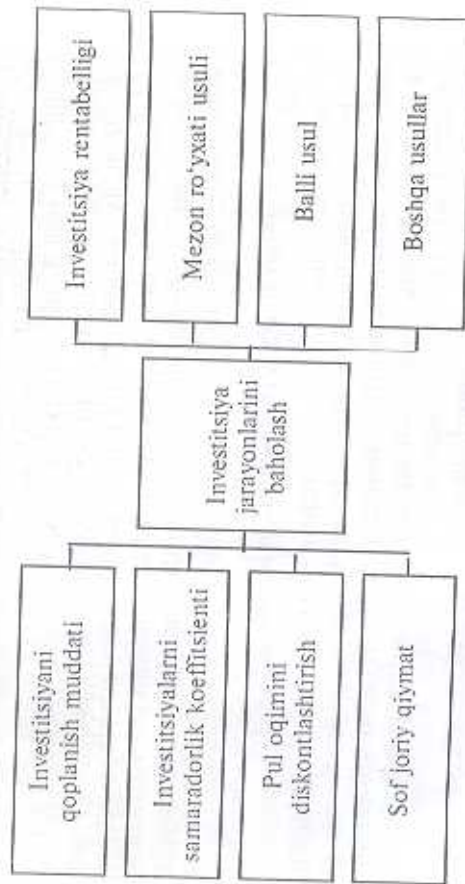 Investitsiyani
qoplanish muddati
Investitsiyalarni
samaradorlik koeffitsienti
Pul oqimini
diskontlashtirish
Sof joriy qiymat
Investitsiya
jarayonlarini
baholash
Investitsiya rentabelligi
Mezon ro'yxati usuli
Balli usul
Boshqa usullar